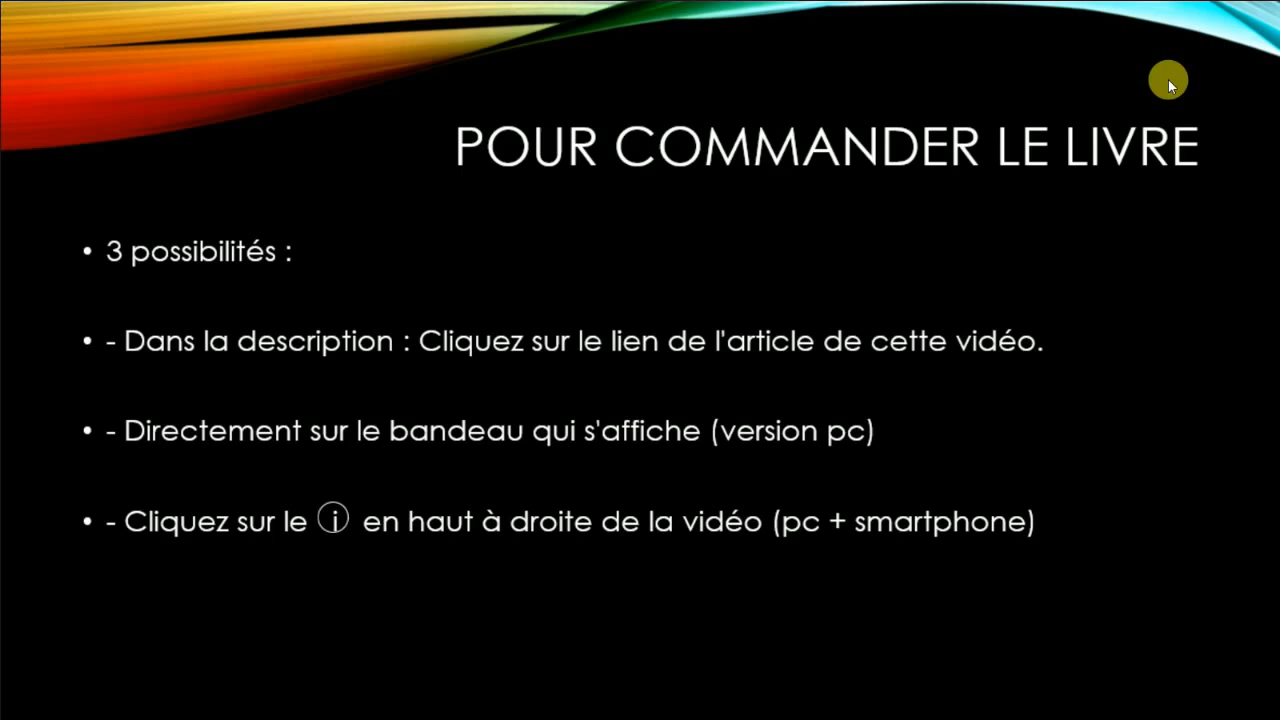 POUR COMMANDER LE LIVRE
• 3 possibilités :
• - Dans la description : Cliquez sur le lien de l'article de cette vidéo.
• - Directement sur le bandeau qui s'affiche (version pc)
• - Cliquez sur le ⓘ en haut à droite de la vidéo (pc + smartphone)